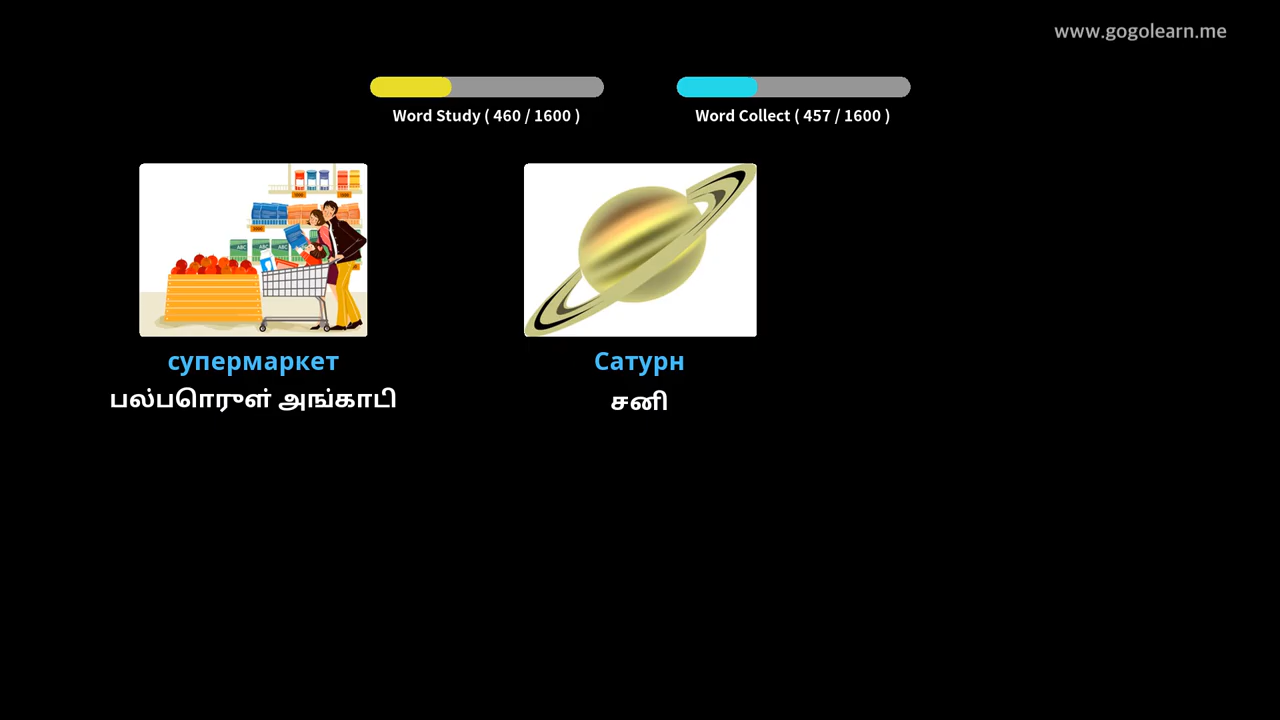 www.gogolearn.me
Word Study ( 460 / 1600 )
Word Collect ( 457 / 1600 )
супермаркет
பல்பொருள் அங்காடி
Сатурн
சனி